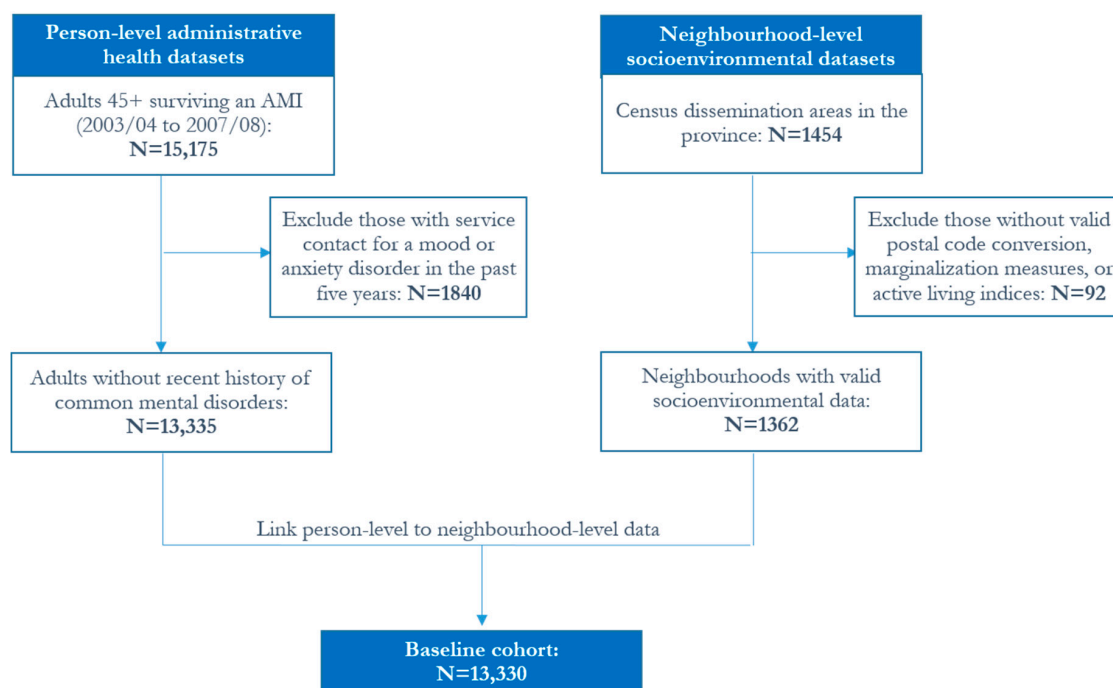 Person-level administrative
health datasets
Adults 45+ surviving an AMI
(2003/04 to 2007/08):
N=15,175
Exclude those with service
contact for a mood or
anxiety disorder in the past
five years: N=1840
Adults without recent history of
common mental disorders:
N=13,335
Neighbourhood-level
socioenvironmental datasets
Census dissemination areas in the
province: N=1454
Exclude those without valid
postal code conversion,
marginalization measures, or
active living indices: N=92
Neighbourhoods with valid
socioenvironmental data:
N=1362
Link person-level to neighbourhood-level data
Baseline cohort:
N=13,330